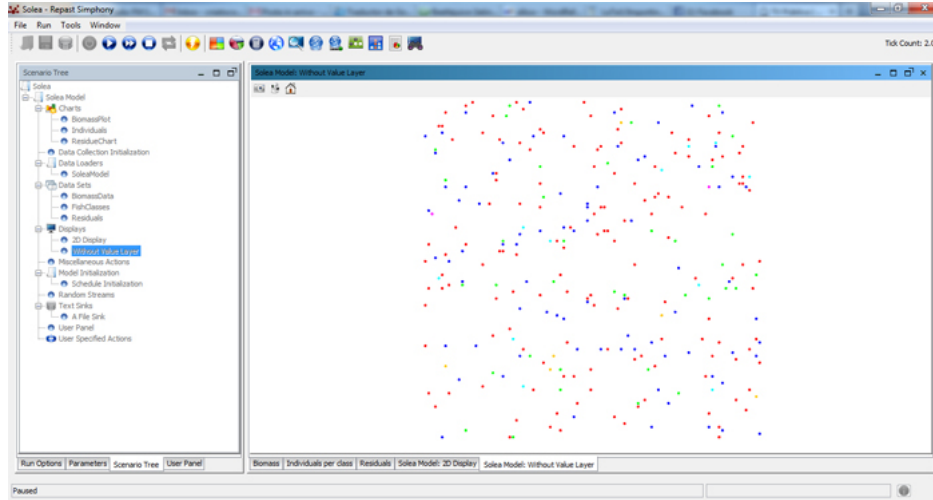 Solea - Repast Simphony
File Run Tools Window
Tick Count: 2.0
Scenario Tree
Solea
Solea Model
Charts
BiomassPlot
Individuals
ResidueChart
Data Collection Initialization
Data Loaders
SoleaModel
Data Sets
BiomassData
FishClasses
Residuals
Displays
2D Display
Without Value Layer
Miscellaneous Actions
Model Initialization
Schedule Initialization
Random Streams
Text Sinks
A File Sink
User Panel
User Specified Actions
Run Options Parameters Scenario Tree User Panel
Solea Model: Without Value Layer
Biomass Individuals per class Residuals Solea Model: 2D Display Solea Model: Without Value Layer
Paused